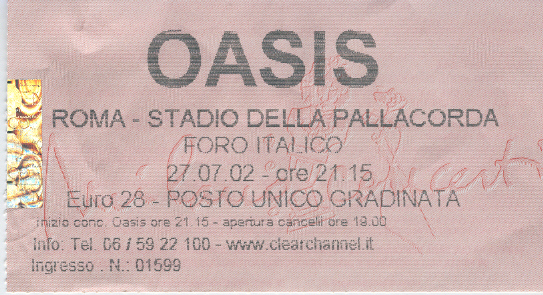 OASIS
ROMA - STADIO DELLA PALLACORDA
FORO ITALICO
27.07.02 - ore 21.15
Euro 28 - POSTO UNICO GRADINATA
Inizio conc. Oasis ore 21.15 - apertura cancelli ore 19.00
Info: Tel. 06 / 59 22 100 - www.clearchannel.it
Ingresso . N.: 01599